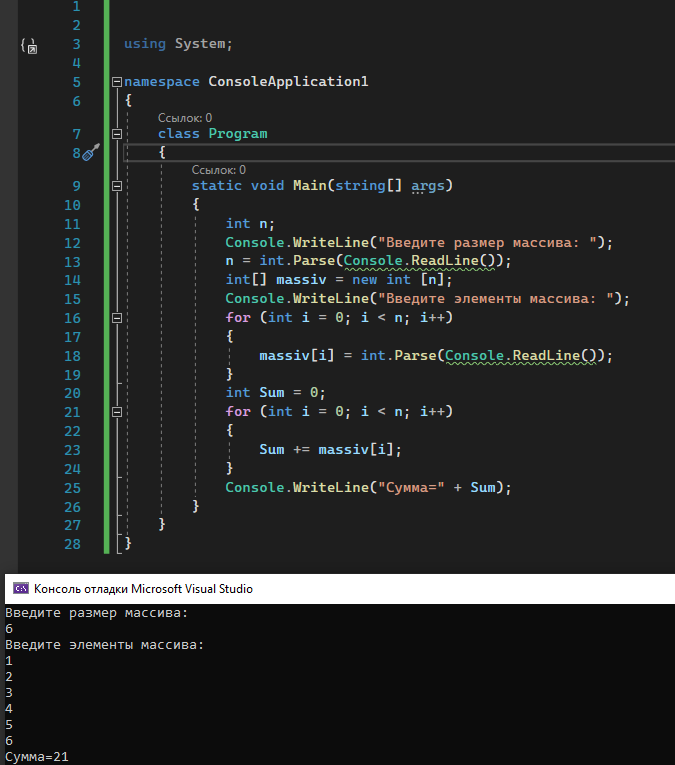 1
2
3 using System;
4
5 namespace ConsoleApplication1
6 {
Ссылок: 0
7 class Program
8 {
Ссылок: 0
9 static void Main(string[] args)
10 {
11 int n;
12 Console.WriteLine("Введите размер массива: ");
13 n = int.Parse(Console.ReadLine());
14 int[] massiv = new int [n];
15 Console.WriteLine("Введите элементы массива: ");
16 for (int i = 0; i < n; i++)
17 {
18 massiv[i] = int.Parse(Console.ReadLine());
19 }
20 int Sum = 0;
21 for (int i = 0; i < n; i++)
22 {
23 Sum += massiv[i];
24 }
25 Console.WriteLine("Сумма=" + Sum);
26 }
27 }
28 }
Консоль отладки Microsoft Visual Studio
Введите размер массива:
6
Введите элементы массива:
1
2
3
4
5
6
Сумма=21